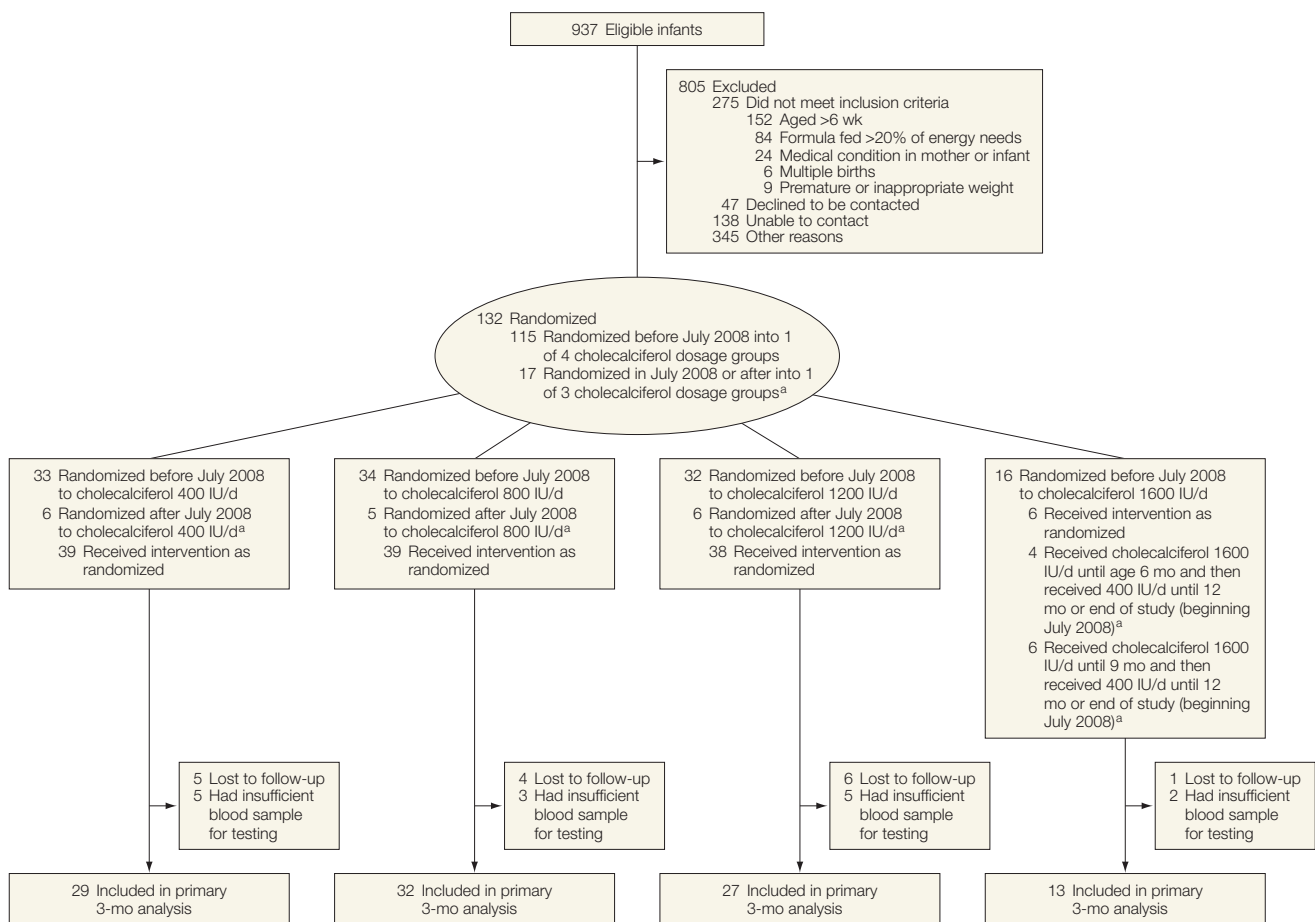 937 Eligible infants
805 Excluded
275 Did not meet inclusion criteria
152 Aged >6 wk
84 Formula fed >20% of energy needs
24 Medical condition in mother or infant
6 Multiple births
9 Premature or inappropriate weight
47 Declined to be contacted
138 Unable to contact
345 Other reasons
132 Randomized
115 Randomized before July 2008 into 1
of 4 cholecalciferol dosage groups
17 Randomized in July 2008 or after into 1
of 3 cholecalciferol dosage groupsa
33 Randomized before July 2008
to cholecalciferol 400 IU/d
6 Randomized after July 2008
to cholecalciferol 400 IU/da
39 Received intervention as
randomized
34 Randomized before July 2008
to cholecalciferol 800 IU/d
5 Randomized after July 2008
to cholecalciferol 800 IU/da
39 Received intervention as
randomized
32 Randomized before July 2008
to cholecalciferol 1200 IU/d
6 Randomized after July 2008
to cholecalciferol 1200 IU/da
38 Received intervention as
randomized
16 Randomized before July 2008
to cholecalciferol 1600 IU/d
6 Received intervention as
randomized
4 Received cholecalciferol 1600
IU/d until age 6 mo and then
received 400 IU/d until 12
mo or end of study (beginning
July 2008)a
6 Received cholecalciferol 1600
IU/d until 9 mo and then
received 400 IU/d until 12
mo or end of study (beginning
July 2008)a
5 Lost to follow-up
5 Had insufficient
blood sample
for testing
4 Lost to follow-up
3 Had insufficient
blood sample
for testing
6 Lost to follow-up
5 Had insufficient
blood sample
for testing
1 Lost to follow-up
2 Had insufficient
blood sample
for testing
29 Included in primary
3-mo analysis
32 Included in primary
3-mo analysis
27 Included in primary
3-mo analysis
13 Included in primary
3-mo analysis